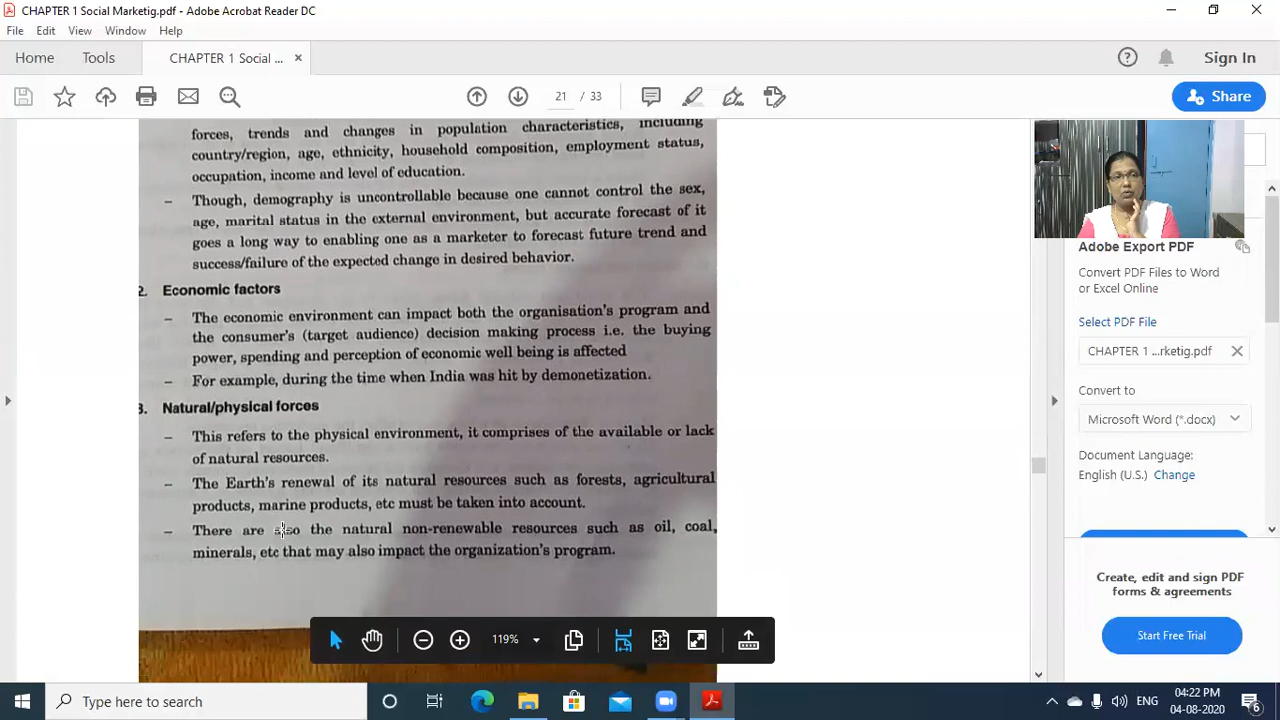 CHAPTER 1 Social Marketig.pdf - Adobe Acrobat Reader DC
File Edit View Window Help
Home Tools CHAPTER 1 Social ... × Sign In
21 / 33 Share
forces, trends and changes in population characteristics, including
country/region, age, ethnicity, household composition, employment status,
occupation, income and level of education.
– Though, demography is uncontrollable because one cannot control the sex,
age, marital status in the external environment, but accurate forecast of it
goes a long way to enabling one as a marketer to forecast future trend and
success/failure of the expected change in desired behavior.
2. Economic factors
– The economic environment can impact both the organisation's program and
the consumer's (target audience) decision making process i.e. the buying
power, spending and perception of economic well being is affected
– For example, during the time when India was hit by demonetization.
3. Natural/physical forces
– This refers to the physical environment, it comprises of the available or lack
of natural resources.
– The Earth's renewal of its natural resources such as forests, agricultural
products, marine products, etc must be taken into account.
– There are also the natural non-renewable resources such as oil, coal,
minerals, etc that may also impact the organization's program.
119%
Adobe Export PDF
Convert PDF Files to Word
or Excel Online
Select PDF File
CHAPTER 1 ...rketig.pdf
Convert to
Microsoft Word (*.docx)
Document Language:
English (U.S.) Change
Create, edit and sign PDF
forms & agreements
Start Free Trial
Type here to search
ENG
04:22 PM
04-08-2020
6